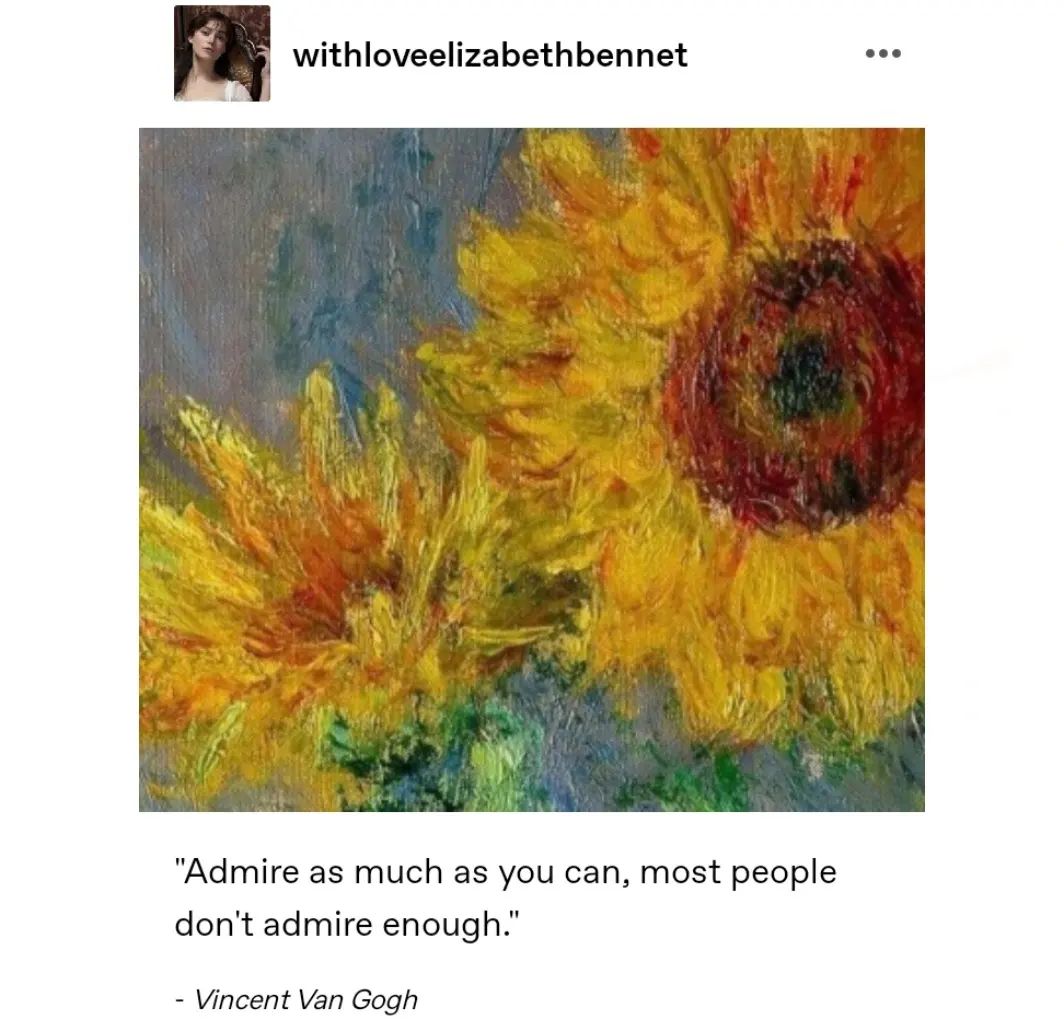 withloveelizabethbennet
"Admire as much as you can, most people
don't admire enough."
- Vincent Van Gogh